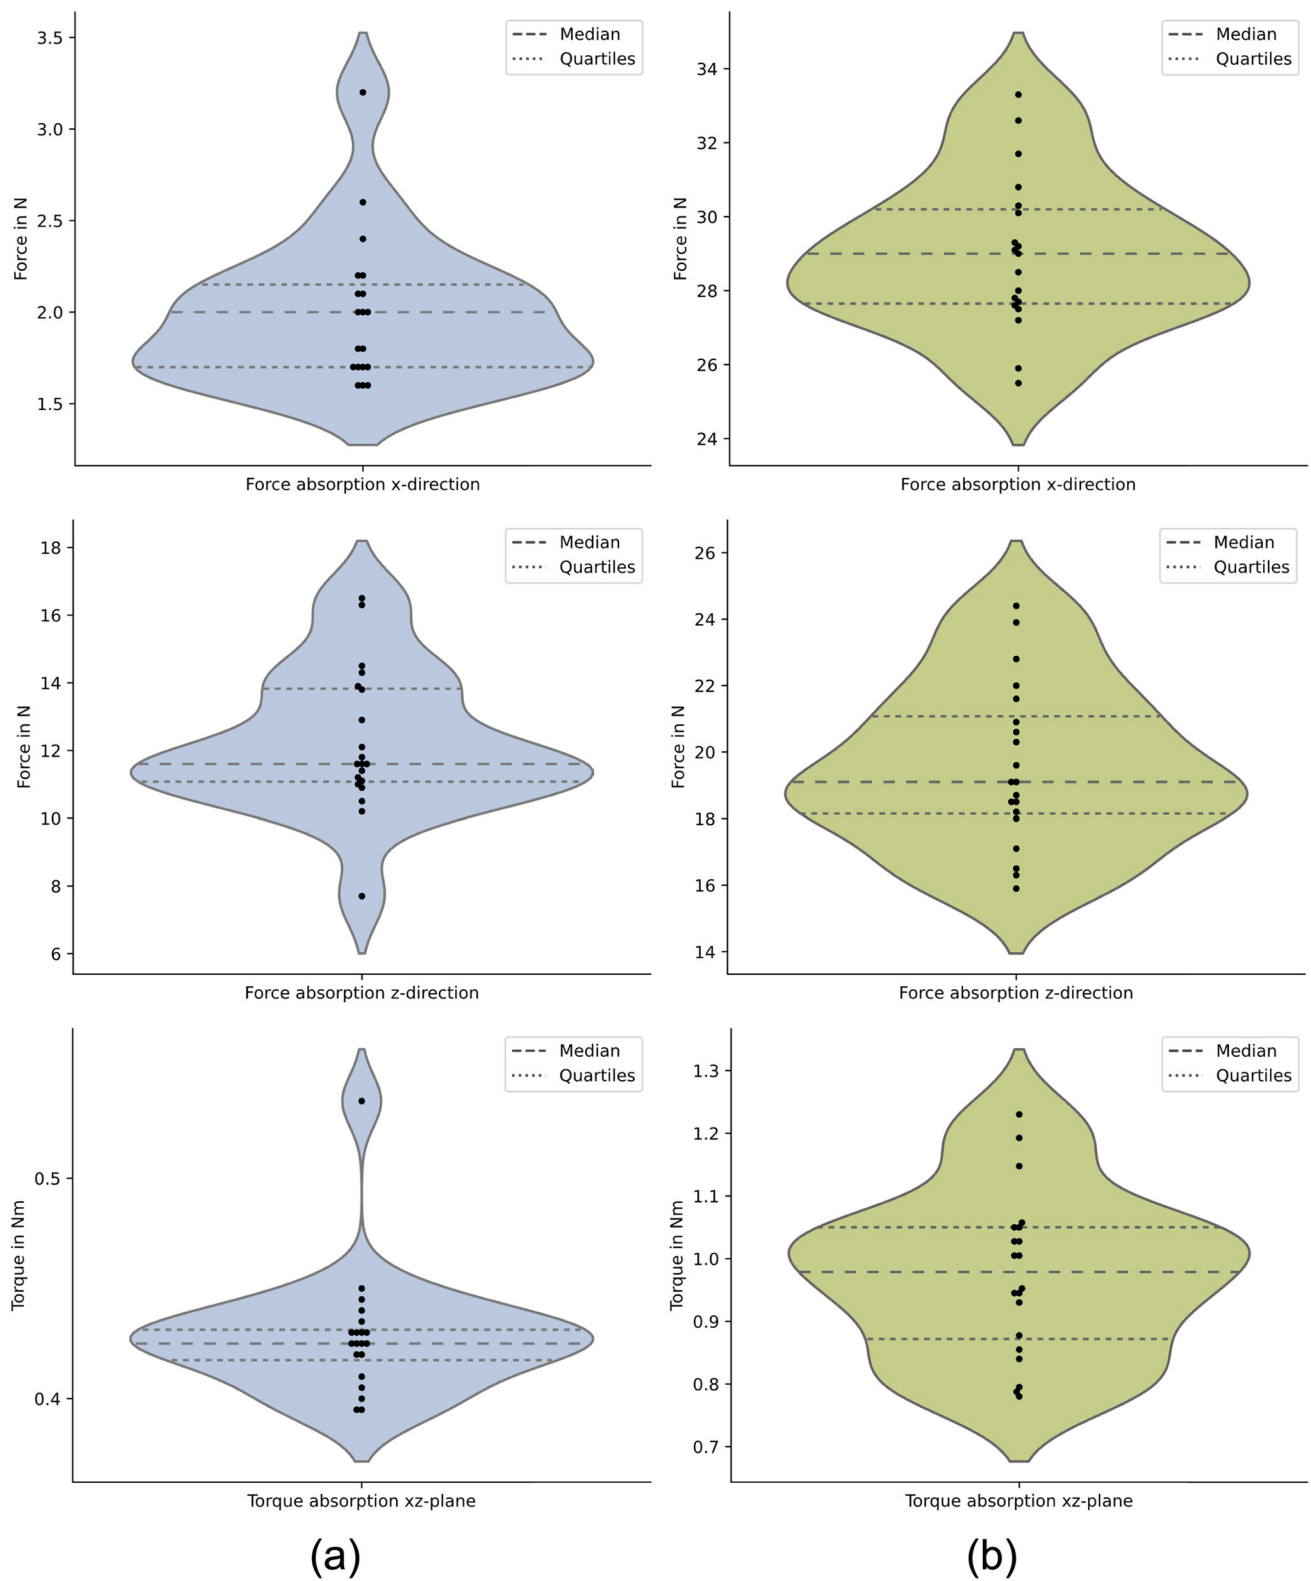 3.5
3.0
2.5
2.0
1.5
Force in N
Median
Quartiles
Force absorption x-direction
34
32
30
28
26
24
Force in N
Median
Quartiles
Force absorption x-direction
18
16
14
12
10
8
6
Force in N
Median
Quartiles
Force absorption z-direction
26
24
22
20
18
16
14
Force in N
Median
Quartiles
Force absorption z-direction
0.5
0.4
Torque in Nm
Median
Quartiles
Torque absorption xz-plane
1.3
1.2
1.1
1.0
0.9
0.8
0.7
Torque in Nm
Median
Quartiles
Torque absorption xz-plane
(a)
(b)